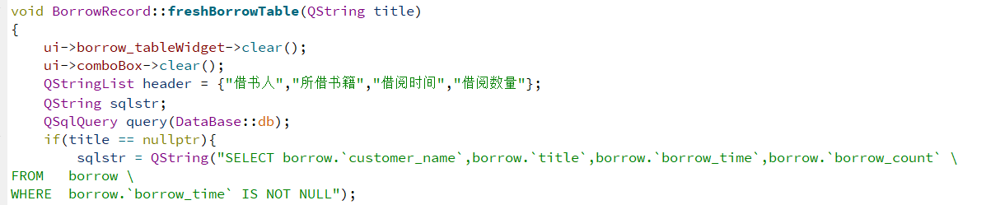 void BorrowRecord::freshBorrowTable(QString title)
{
    ui->borrow_tableWidget->clear();
    ui->comboBox->clear();
    QStringList header = {"借书人","所借书籍","借阅时间","借阅数量"};
    QString sqlstr;
    QSqlQuery query(DataBase::db);
    if(title == nullptr){
        sqlstr = QString("SELECT borrow.`customer_name`,borrow.`title`,borrow.`borrow_time`,borrow.`borrow_count` \
FROM   borrow \
WHERE  borrow.`borrow_time` IS NOT NULL");